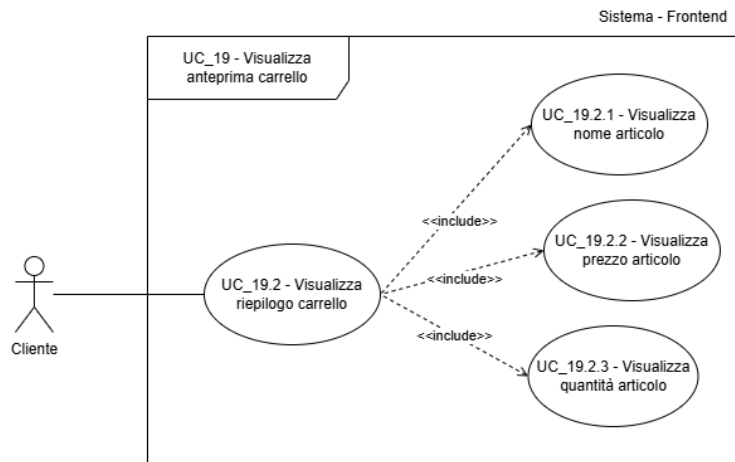 Sistema - Frontend
UC_19 - Visualizza
anteprima carrello
UC_19.2.1 - Visualizza
nome articolo
<<include>>
UC_19.2.2 - Visualizza
prezzo articolo
<<include>>
UC_19.2 - Visualizza
riepilogo carrello
<<include>>
Cliente
UC_19.2.3 - Visualizza
quantità articolo